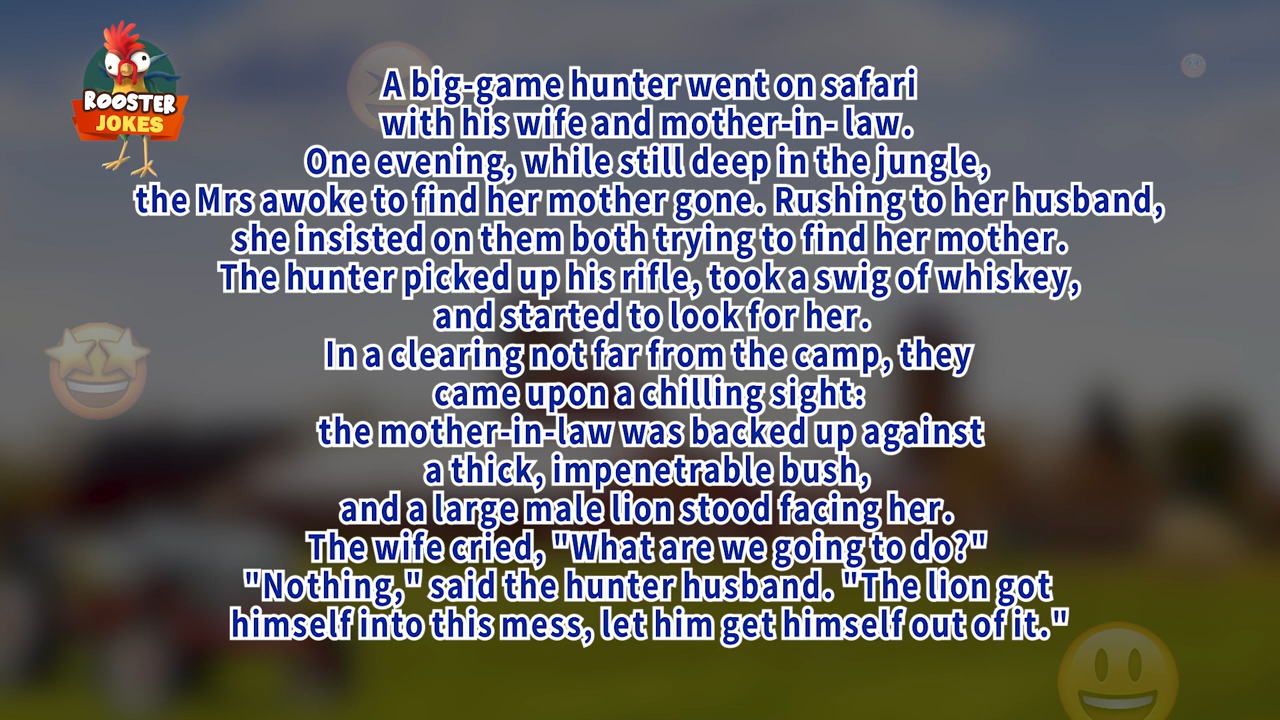 ROOSTER
JOKES
A big-game hunter went on safari
with his wife and mother-in- law.
One evening, while still deep in the jungle,
the Mrs awoke to find her mother gone. Rushing to her husband,
she insisted on them both trying to find her mother.
The hunter picked up his rifle, took a swig of whiskey,
and started to look for her.
In a clearing not far from the camp, they
came upon a chilling sight:
the mother-in-law was backed up against
a thick, impenetrable bush,
and a large male lion stood facing her.
The wife cried, "What are we going to do?"
"Nothing," said the hunter husband. "The lion got
himself into this mess, let him get himself out of it."